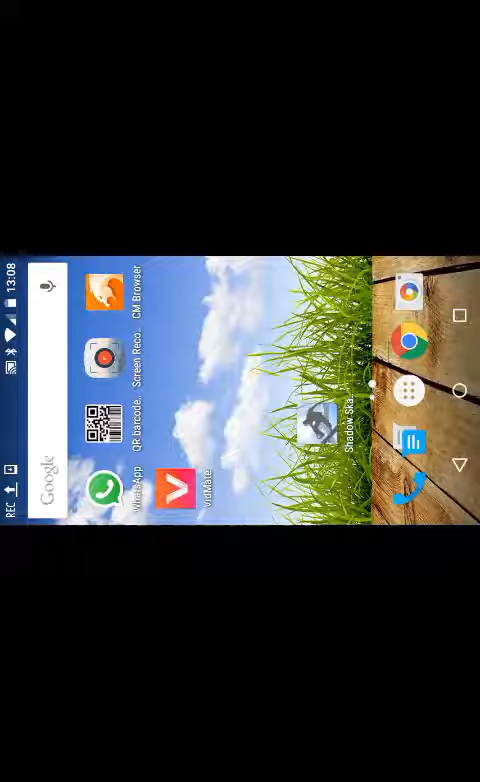 REC 13:08
Google
WhatsApp QR barcode.. Screen Reco.. CM Browser
VidMate
Shadow Ska..